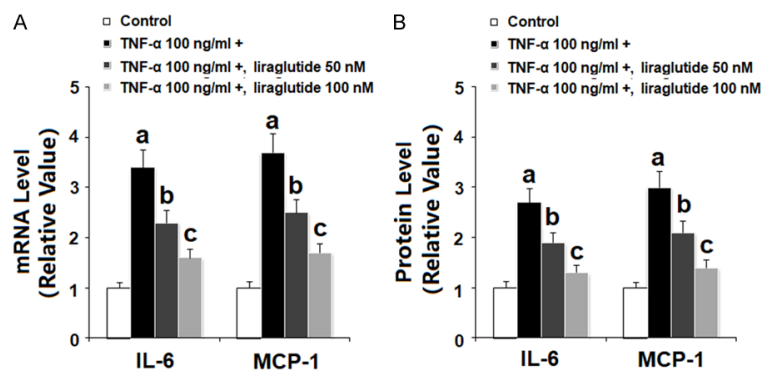 A
Control
TNF-α 100 ng/ml +
TNF-α 100 ng/ml +, liraglutide 50 nM
TNF-α 100 ng/ml +, liraglutide 100 nM
mRNA Level
(Relative Value)
5
4
3
2
1
0
a
b
c
a
b
c
IL-6
MCP-1
B
Control
TNF-α 100 ng/ml +
TNF-α 100 ng/ml +, liraglutide 50 nM
TNF-α 100 ng/ml +, liraglutide 100 nM
Protein Level
(Relative Value)
5
4
3
2
1
0
a
b
c
a
b
c
IL-6
MCP-1